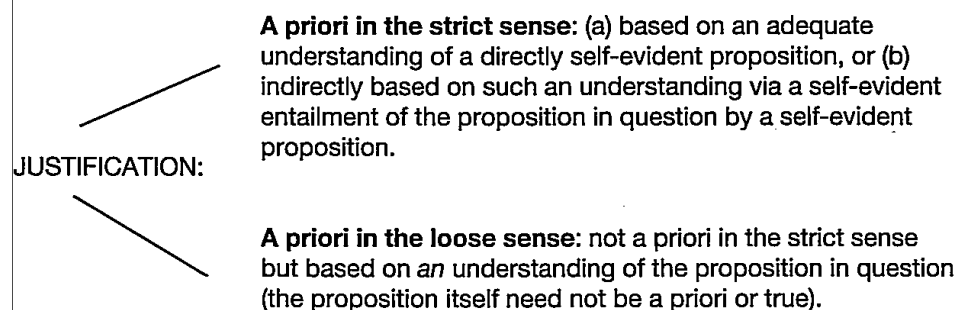 A priori in the strict sense: (a) based on an adequate
understanding of a directly self-evident proposition, or (b)
indirectly based on such an understanding via a self-evident
entailment of the proposition in question by a self-evident
proposition.
JUSTIFICATION:
A priori in the loose sense: not a priori in the strict sense
but based on an understanding of the proposition in question
(the proposition itself need not be a priori or true).